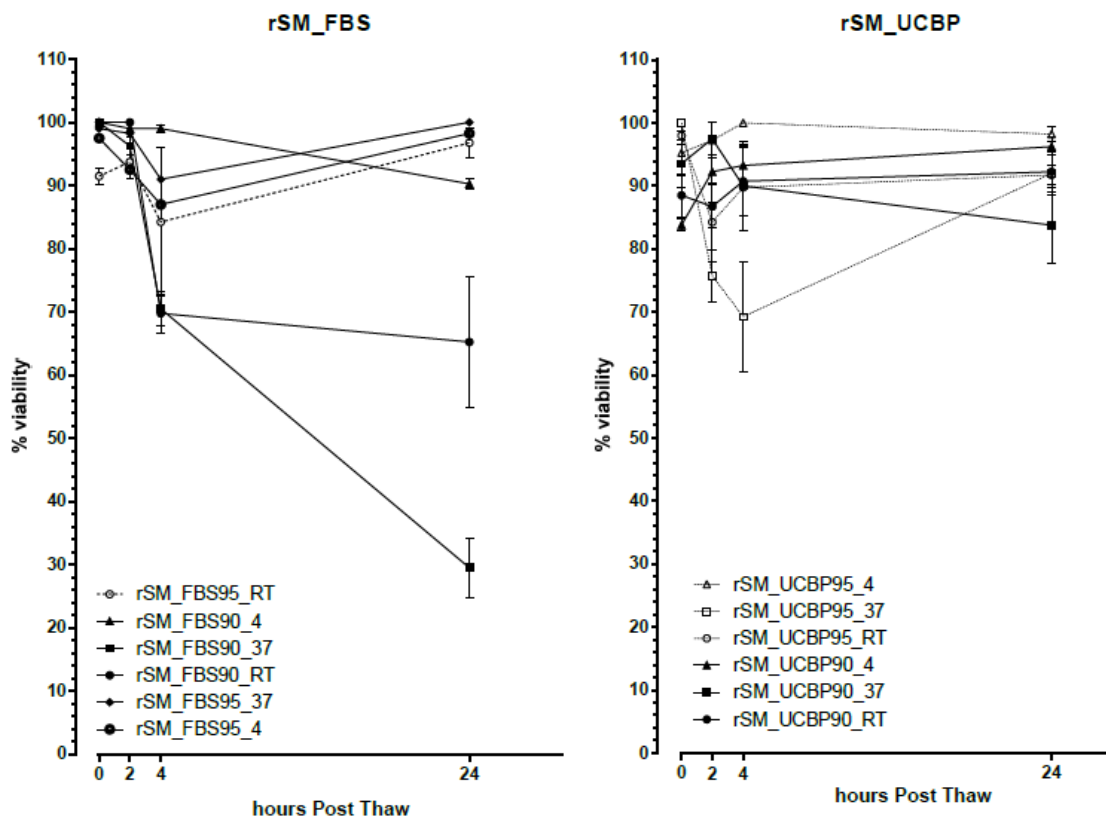 rSM_FBS
110
100
90
80
70
60
50
40
30
20
10
0
% viability
rSM_FBS95_RT
rSM_FBS90_4
rSM_FBS90_37
rSM_FBS90_RT
rSM_FBS95_37
rSM_FBS95_4
0 2 4 24
hours Post Thaw
rSM_UCBP
110
100
90
80
70
60
50
40
30
20
10
0
% viability
rSM_UCBP95_4
rSM_UCBP95_37
rSM_UCBP95_RT
rSM_UCBP90_4
rSM_UCBP90_37
rSM_UCBP90_RT
0 2 4 24
hours Post Thaw